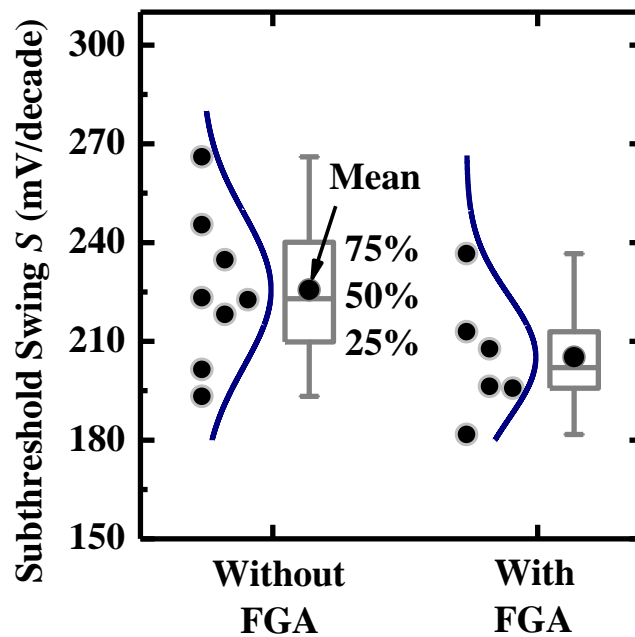 Subthreshold Swing S (mV/decade)
300
270
240
210
180
150
Mean
75%
50%
25%
Without
FGA
With
FGA